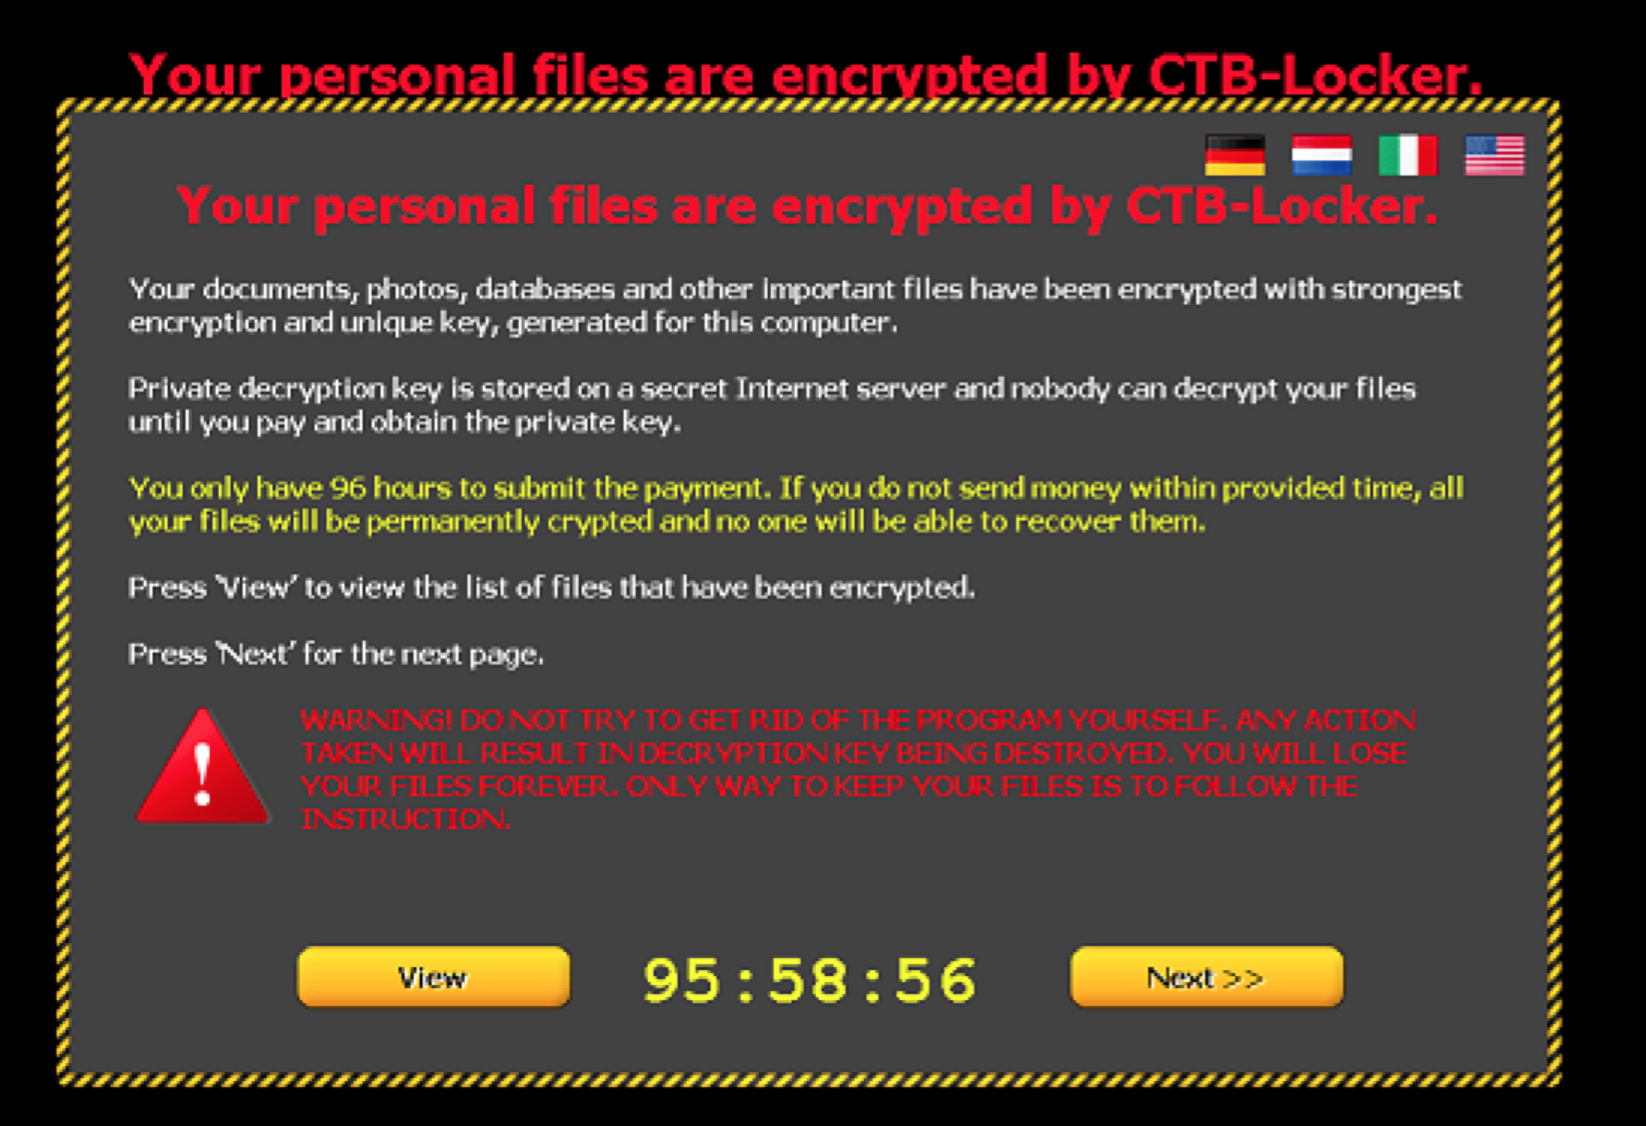 Your personal files are encrypted by CTB-Locker.
Your personal files are encrypted by CTB-Locker.
Your documents, photos, databases and other important files have been encrypted with strongest
encryption and unique key, generated for this computer.
Private decryption key is stored on a secret Internet server and nobody can decrypt your files
until you pay and obtain the private key.
You only have 96 hours to submit the payment. If you do not send money within provided time, all
your files will be permanently crypted and no one will be able to recover them.
Press 'View' to view the list of files that have been encrypted.
Press 'Next' for the next page.
WARNING! DO NOT TRY TO GET RID OF THE PROGRAM YOURSELF. ANY ACTION
TAKEN WILL RESULT IN DECRYPTION KEY BEING DESTROYED. YOU WILL LOSE
YOUR FILES FOREVER. ONLY WAY TO KEEP YOUR FILES IS TO FOLLOW THE
INSTRUCTION.
View 95:58:56 Next >>